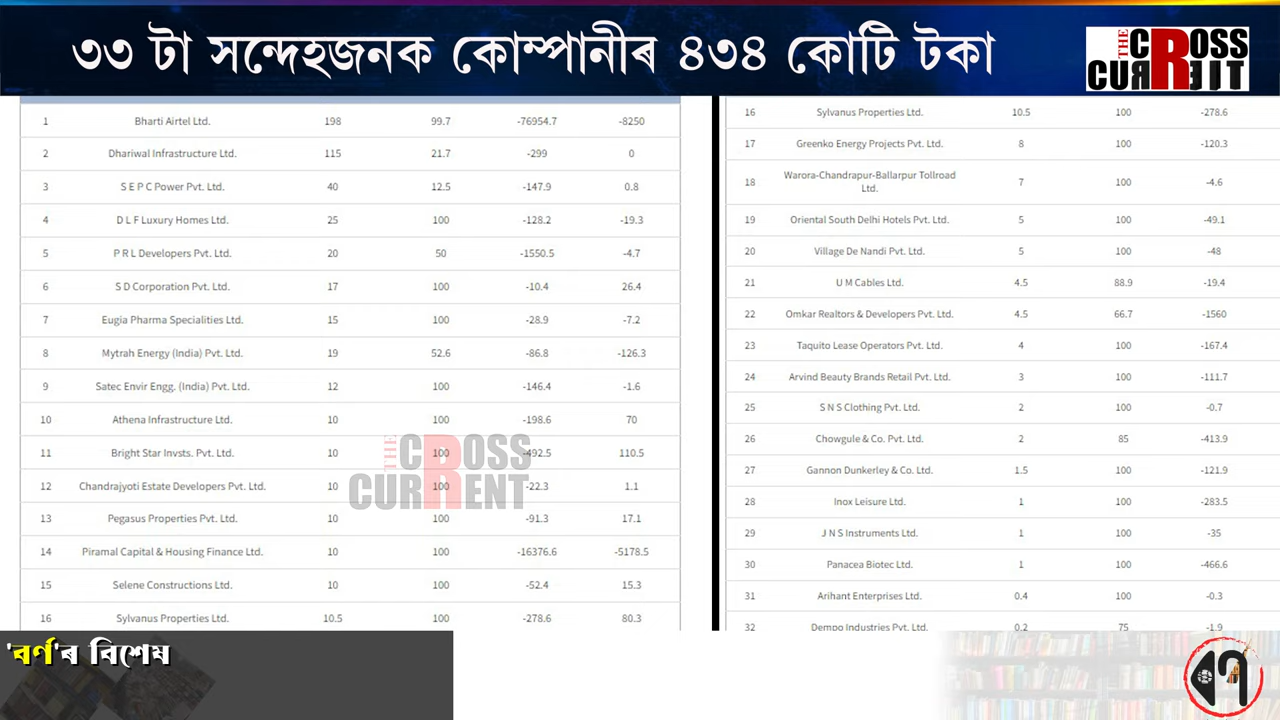 ৩৩ টা সন্দেহজনক কোম্পানীৰ ৪৩৪ কোটি টকা
THE CROSS CURRENT
1 Bharti Airtel Ltd. 198 99.7 -76954.7 -8250
2 Dhariwal Infrastructure Ltd. 115 21.7 -299 0
3 S E P C Power Pvt. Ltd. 40 12.5 -147.9 0.8
4 D L F Luxury Homes Ltd. 25 100 -128.2 -19.3
5 P R L Developers Pvt. Ltd. 20 50 -1550.5 -4.7
6 S D Corporation Pvt. Ltd. 17 100 -10.4 26.4
7 Eugia Pharma Specialities Ltd. 15 100 -28.9 -7.2
8 Mytrah Energy (India) Pvt. Ltd. 19 52.6 -86.8 -126.3
9 Satec Envir Engg. (India) Pvt. Ltd. 12 100 -146.4 -1.6
10 Athena Infrastructure Ltd. 10 100 -198.6 70
11 Bright Star Invsts. Pvt. Ltd. 10 100 -492.5 110.5
12 Chandrajyoti Estate Developers Pvt. Ltd. 10 100 -22.3 1.1
13 Pegasus Properties Pvt. Ltd. 10 100 -91.3 17.1
14 Piramal Capital & Housing Finance Ltd. 10 100 -16376.6 -5178.5
15 Selene Constructions Ltd. 10 100 -52.4 15.3
16 Sylvanus Properties Ltd. 10.5 100 -278.6 80.3
THE CROSS CURRENT
16 Sylvanus Properties Ltd. 10.5 100 -278.6
17 Greenko Energy Projects Pvt. Ltd. 8 100 -120.3
18 Warora-Chandrapur-Ballarpur Tollroad Ltd. 7 100 -4.6
19 Oriental South Delhi Hotels Pvt. Ltd. 5 100 -49.1
20 Village De Nandi Pvt. Ltd. 5 100 -48
21 U M Cables Ltd. 4.5 88.9 -19.4
22 Omkar Realtors & Developers Pvt. Ltd. 4.5 66.7 -1560
23 Taquito Lease Operators Pvt. Ltd. 4 100 -167.4
24 Arvind Beauty Brands Retail Pvt. Ltd. 3 100 -111.7
25 S N S Clothing Pvt. Ltd. 2 100 -0.7
26 Chowgule & Co. Pvt. Ltd. 2 85 -413.9
27 Gannon Dunkerley & Co. Ltd. 1.5 100 -121.9
28 Inox Leisure Ltd. 1 100 -283.5
29 J N S Instruments Ltd. 1 100 -35
30 Panacea Biotec Ltd. 1 100 -466.6
31 Arihant Enterprises Ltd. 0.4 100 -0.3
32 Dempo Industries Pvt. Ltd. 0.2 75 -1.9
'বৰ্ণ'ৰ বিশেষ